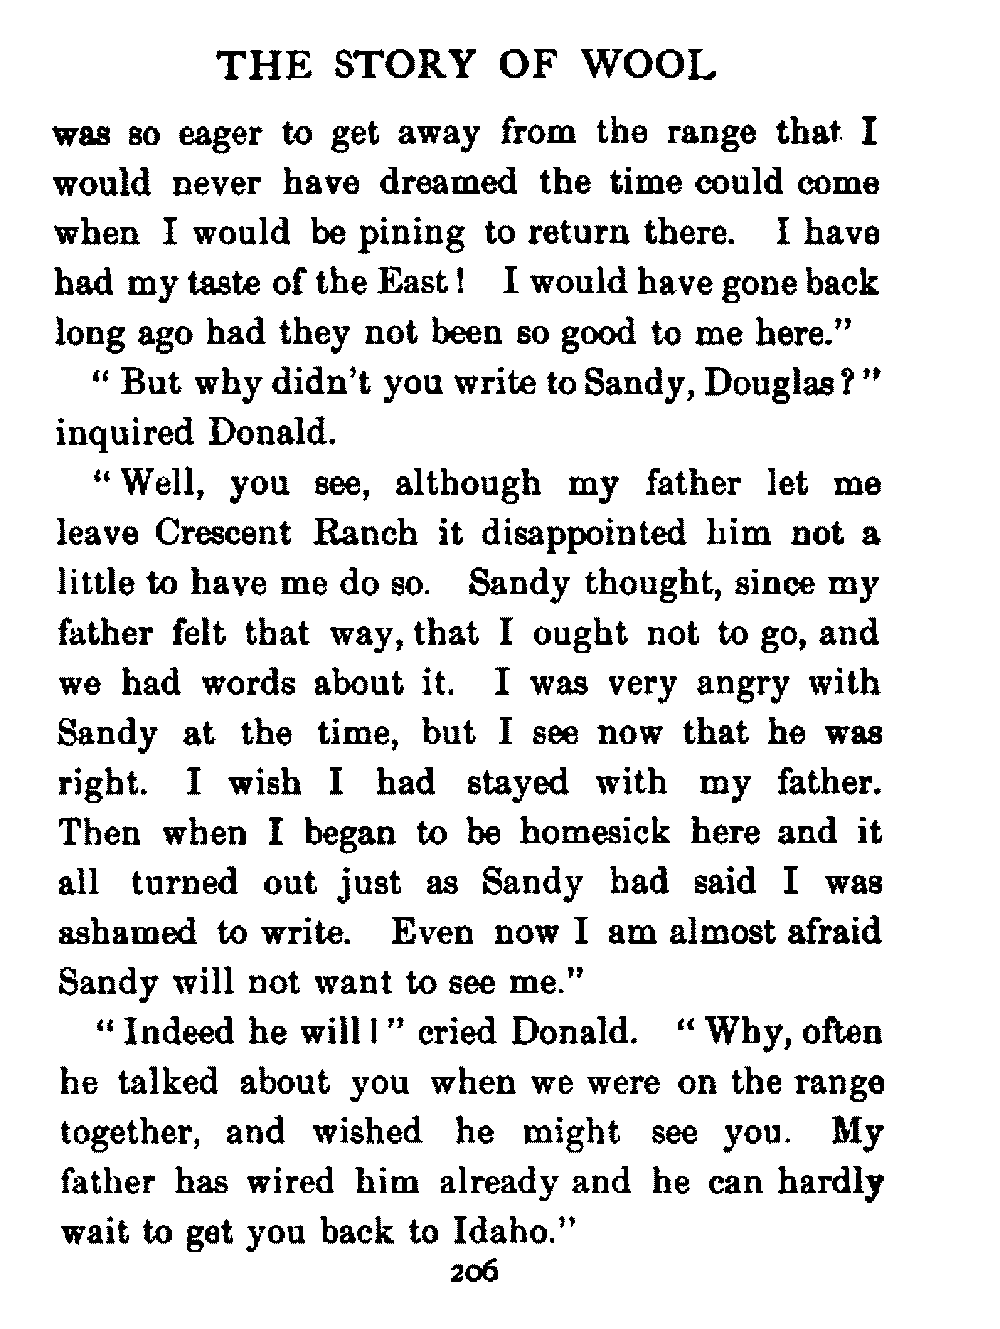 THE STORY OF WOOL
was so eager to get away from the range that I
would never have dreamed the time could come
when I would be pining to return there. I have
had my taste of the East! I would have gone back
long ago had they not been so good to me here."
"But why didn't you write to Sandy, Douglas?"
inquired Donald.
"Well, you see, although my father let me
leave Crescent Ranch it disappointed him not a
little to have me do so. Sandy thought, since my
father felt that way, that I ought not to go, and
we had words about it. I was very angry with
Sandy at the time, but I see now that he was
right. I wish I had stayed with my father.
Then when I began to be homesick here and it
all turned out just as Sandy had said I was
ashamed to write. Even now I am almost afraid
Sandy will not want to see me."
"Indeed he will!" cried Donald. "Why, often
he talked about you when we were on the range
together, and wished he might see you. My
father has wired him already and he can hardly
wait to get you back to Idaho."
206